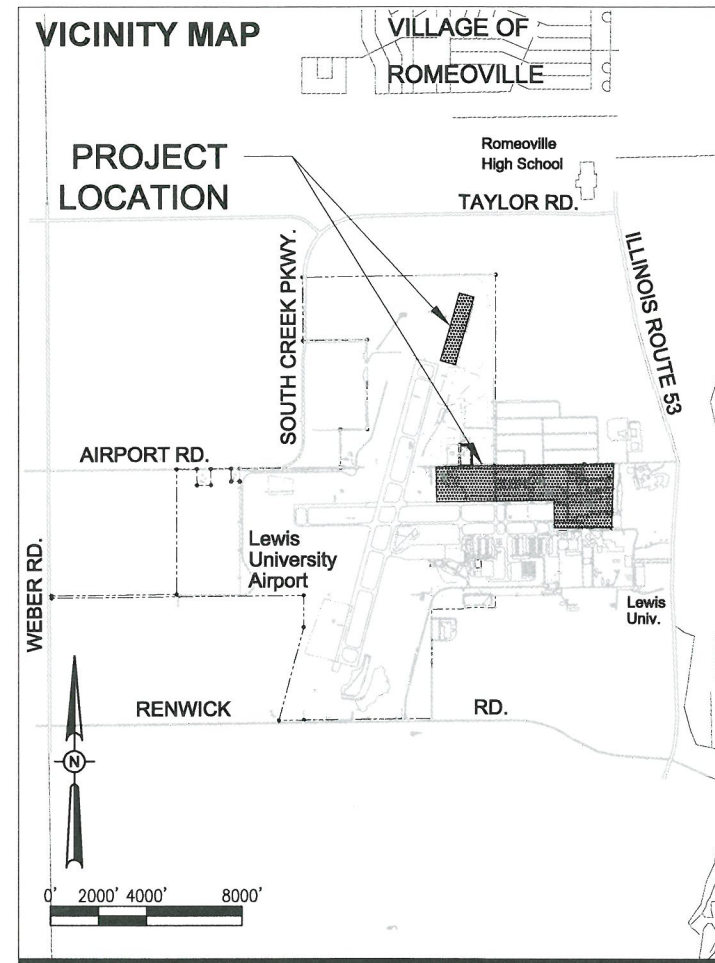 VICINITY MAP
VILLAGE OF
ROMEOVILLE
PROJECT
LOCATION
Romeoville
High School
TAYLOR RD.
SOUTH CREEK PKWY.
ILLINOIS ROUTE 53
AIRPORT RD.
Lewis
University
Airport
WEBER RD.
Lewis
Univ.
RENWICK
RD.
N
0' 2000' 4000' 8000'